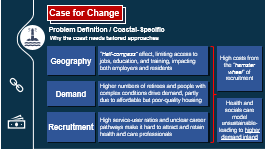 Case for Change
Problem Definition / Coastal-Specific
Why the coast needs tailored approaches
Geography
"Half-compass" effect, limiting access to
jobs, education, and training, impacting
both employers and residents
High costs from
the "hamster
wheel" of
recruitment
Demand
Higher numbers of retirees and people with
complex conditions drives demand, partly
due to affordable but poor-quality housing
Health and
socials care
model
unsustainable-
leading to higher
demand inland
Recruitment
High service-user ratios and unclear career
pathways make it hard to attract and retain
health and care professionals